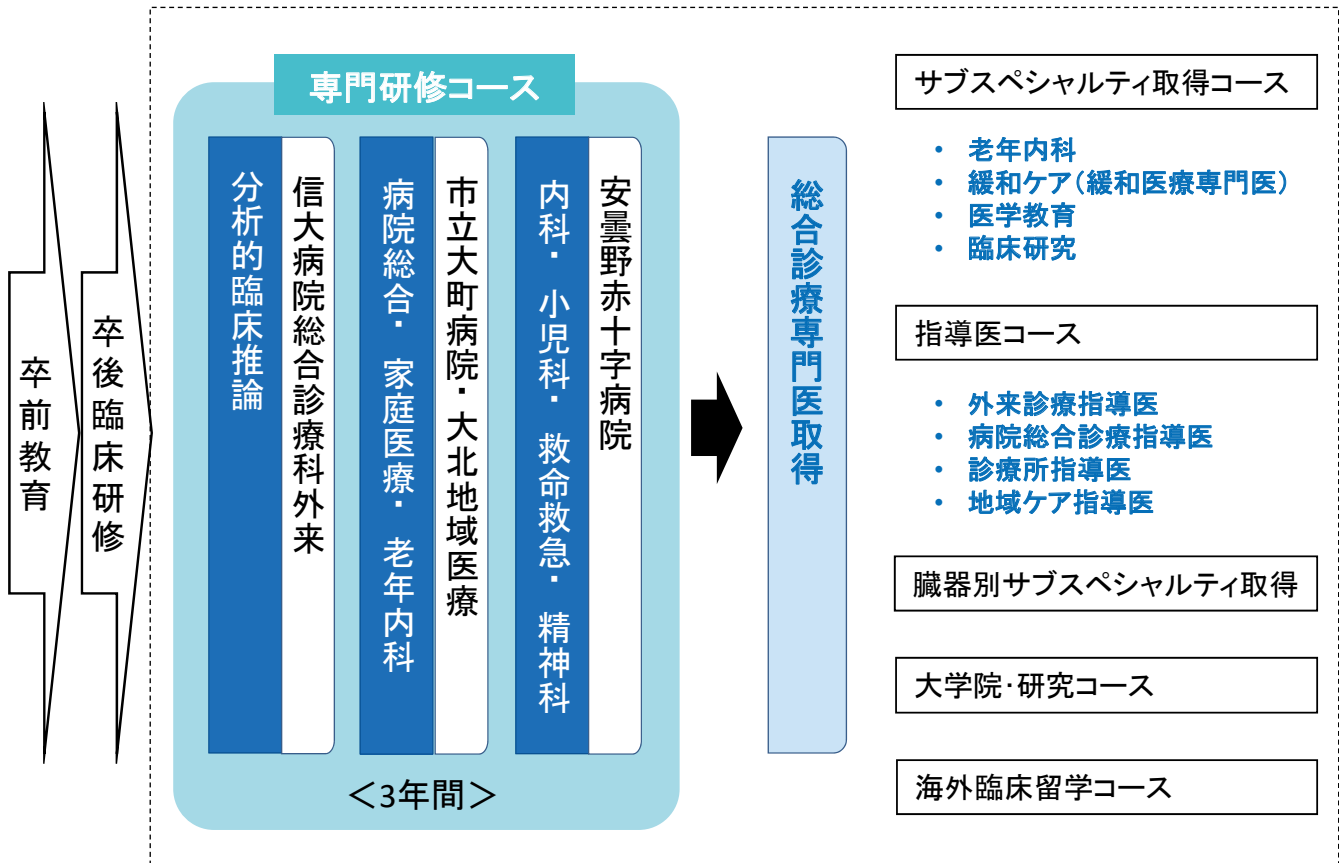 卒前教育
卒後臨床研修
専門研修コース
分析的臨床推論
信大病院総合診療科外来
病院総合・家庭医療・老年内科
市立大町病院・大北地域医療
内科・小児科・救命救急・精神科
安曇野赤十字病院
＜3年間＞
総合診療専門医取得
サブスペシャルティ取得コース
• 老年内科
• 緩和ケア(緩和医療専門医)
• 医学教育
• 臨床研究
指導医コース
• 外来診療指導医
• 病院総合診療指導医
• 診療所指導医
• 地域ケア指導医
臓器別サブスペシャルティ取得
大学院・研究コース
海外臨床留学コース